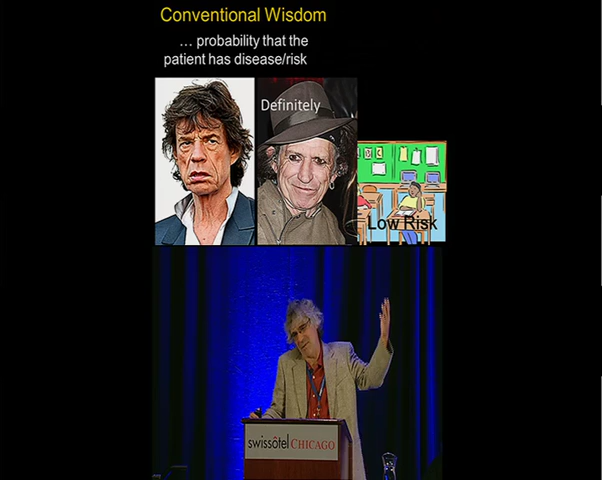 Conventional Wisdom
... probability that the
patient has disease/risk
Definitely
Low Risk
swissôtel CHICAGO